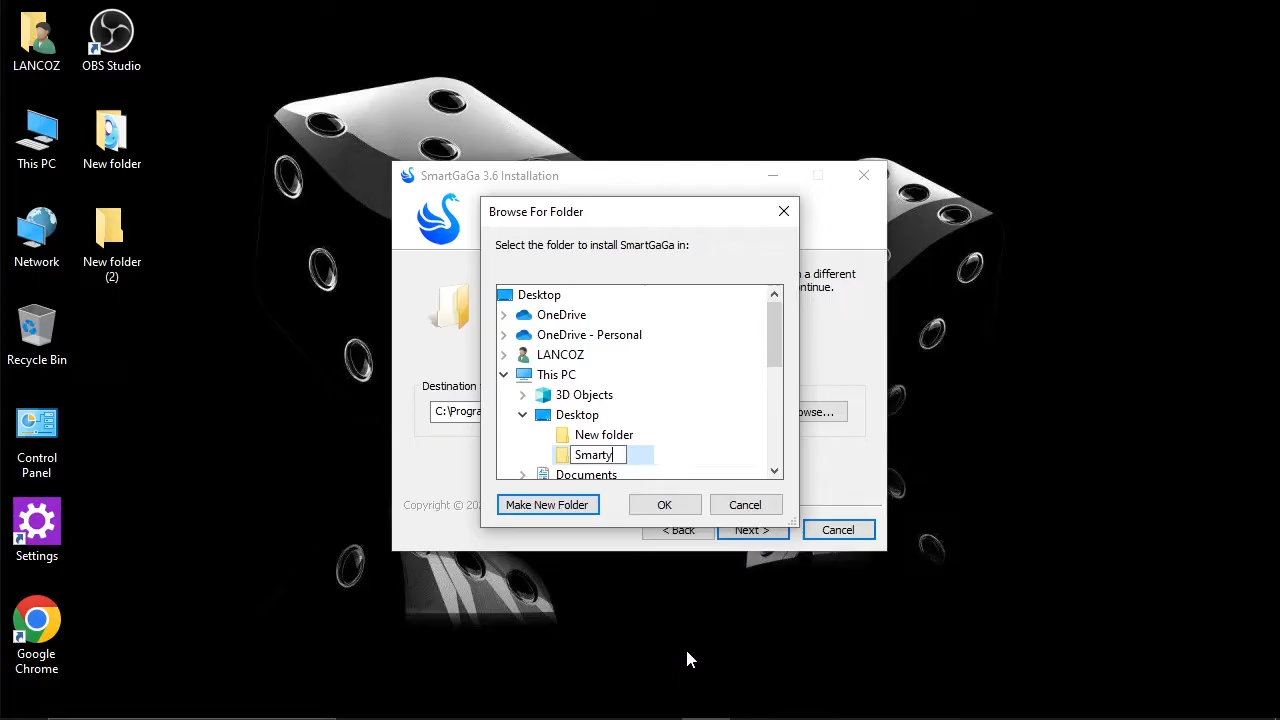 LANCOZ
OBS Studio
This PC
New folder
Network
New folder
(2)
Recycle Bin
Control
Panel
Settings
Google
Chrome
SmartGaGa 3.6 Installation
Browse For Folder
Select the folder to install SmartGaGa in:
n a different
ontinue.
Desktop
OneDrive
OneDrive - Personal
LANCOZ
This PC
3D Objects
Desktop
New folder
Smarty
Documents
Destination
C:\Progra
owse...
Make New Folder
OK
Cancel
Copyright © 20
< Back
Next >
Cancel